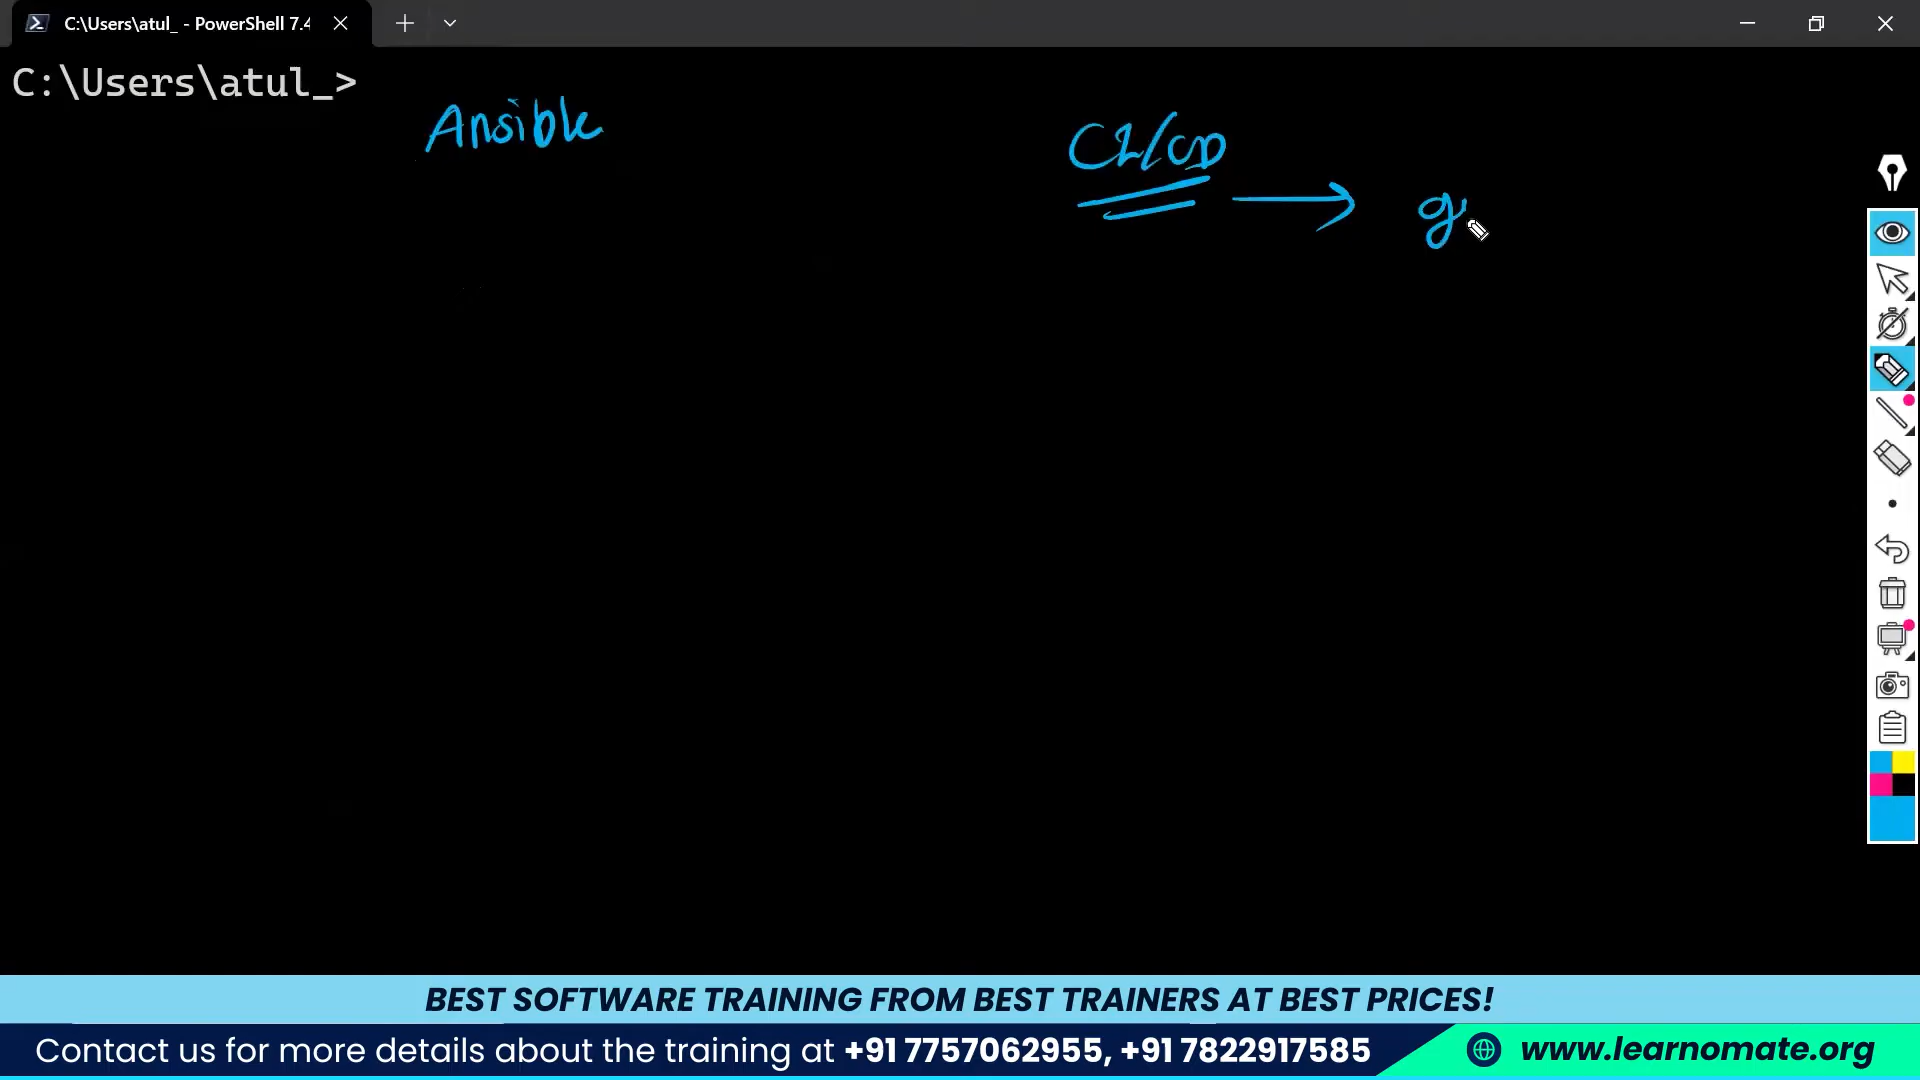 C:\Users\atul_ - PowerShell 7.4
C:\Users\atul_>
Ansible
CI/CD
g
BEST SOFTWARE TRAINING FROM BEST TRAINERS AT BEST PRICES!
Contact us for more details about the training at +91 7757062955, +91 7822917585
www.learnomate.org